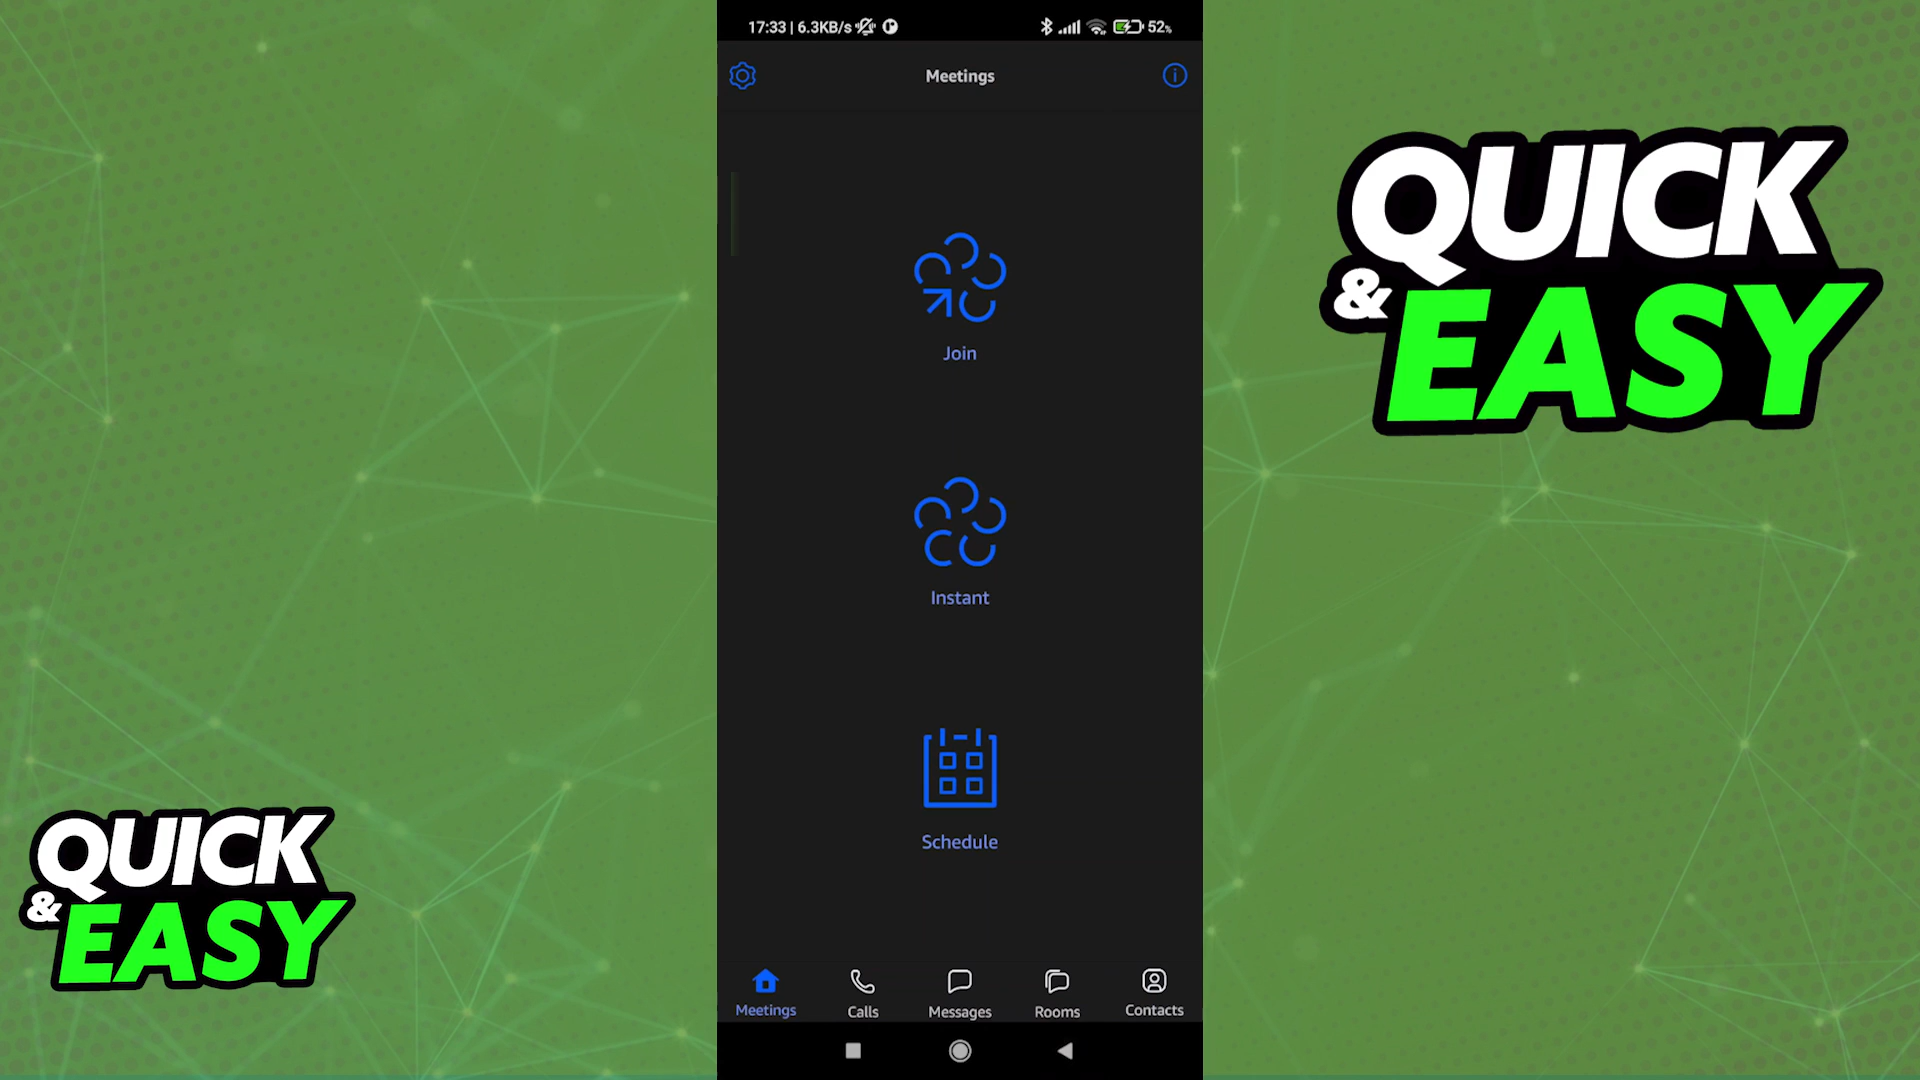 17:33 | 6.3KB/s
52%
Meetings
Join
Instant
Schedule
Meetings
Calls
Messages
Rooms
Contacts
QUICK
& EASY
QUICK
& EASY